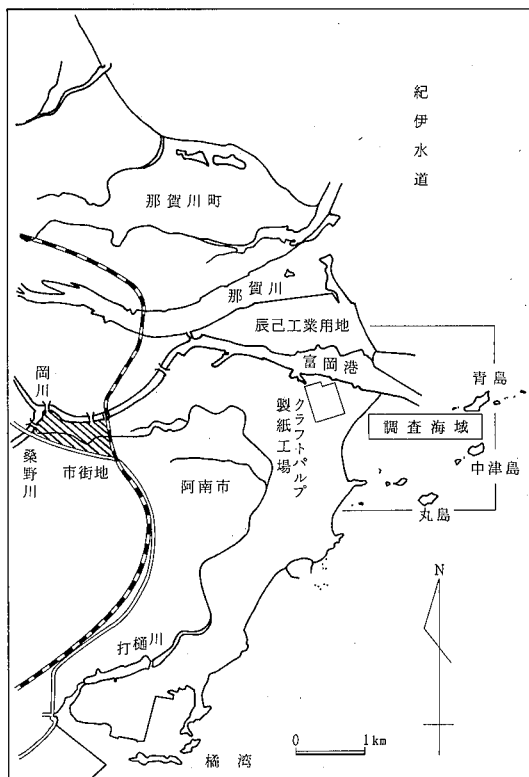 紀伊水道
那賀川町
那賀川
辰己工業用地
富岡港
岡川
青島
クラフトパルプ
製紙工場
調査海域
桑野川
市街地
阿南市
中津島
丸島
N
打樋川
0 1km
橘湾